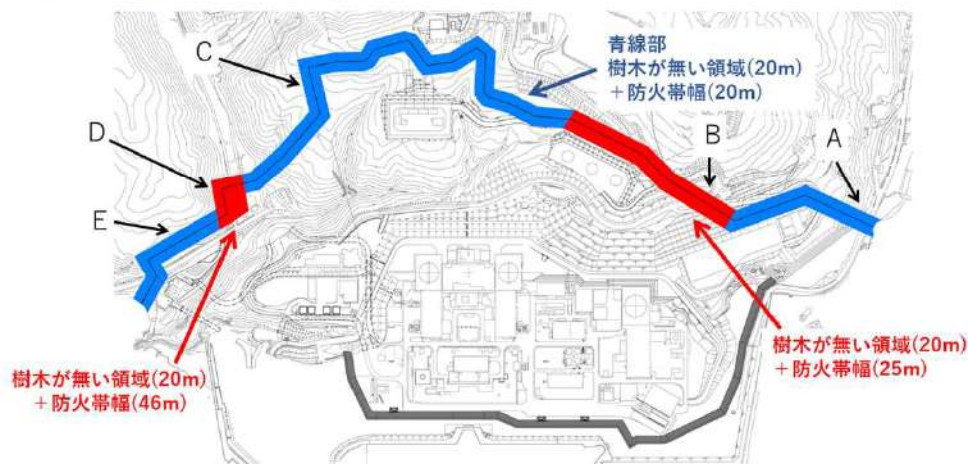 C
青線部
樹木が無い領域(20m)
＋防火帯幅(20m)
D
B
A
E
樹木が無い領域(20m)
＋防火帯幅(46m)
樹木が無い領域(20m)
＋防火帯幅(25m)